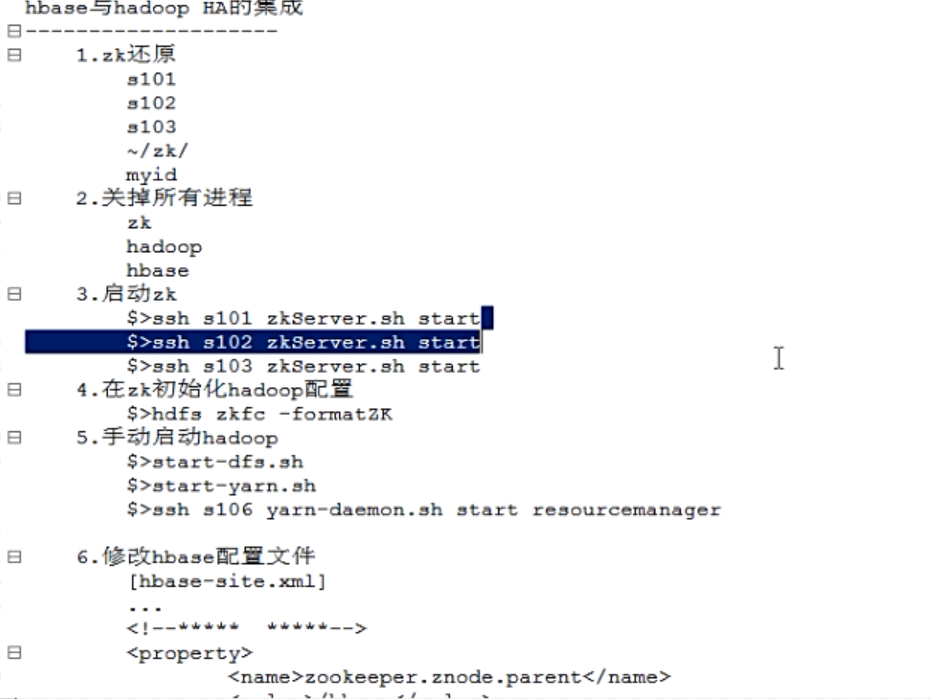 hbase与hadoop HA的集成
--------------------
1.zk还原
s101
s102
s103
~/zk/
myid
2.关掉所有进程
zk
hadoop
hbase
3.启动zk
$>ssh s101 zkServer.sh start
$>ssh s102 zkServer.sh start
$>ssh s103 zkServer.sh start
4.在zk初始化hadoop配置
$>hdfs zkfc -formatZK
5.手动启动hadoop
$>start-dfs.sh
$>start-yarn.sh
$>ssh s106 yarn-daemon.sh start resourcemanager
6.修改hbase配置文件
[hbase-site.xml]
...
<!--*****  *****-->
<property>
<name>zookeeper.znode.parent</name>